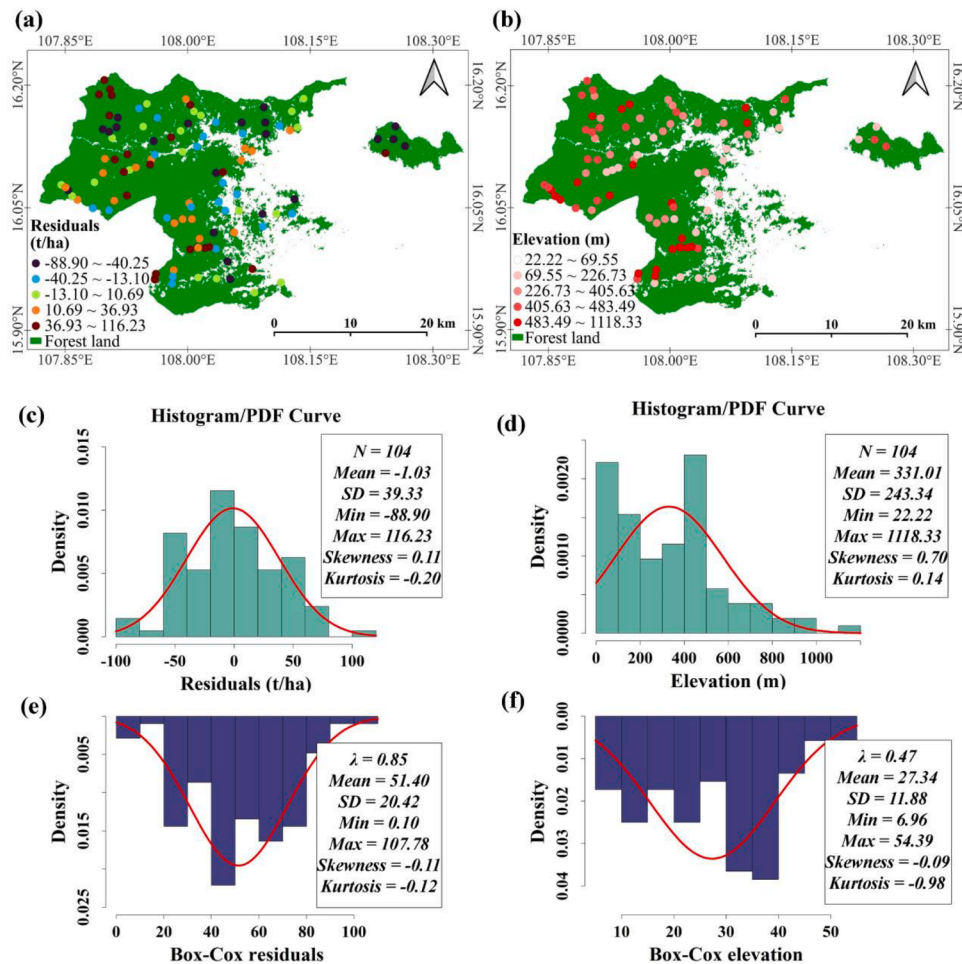 (a)
107.85°E 108.00°E 108.15°E 108.30°E
16.20°N
16.05°N
15.90°N
16.20°N
16.05°N
15.90°N
Residuals
(t/ha)
-88.90 ~ -40.25
-40.25 ~ -13.10
-13.10 ~ 10.69
10.69 ~ 36.93
36.93 ~ 116.23
Forest land
0 10 20 km
107.85°E 108.00°E 108.15°E 108.30°E
(b)
107.85°E 108.00°E 108.15°E 108.30°E
16.20°N
16.05°N
15.90°N
16.20°N
16.05°N
15.90°N
Elevation (m)
22.22 ~ 69.55
69.55 ~ 226.73
226.73 ~ 405.63
405.63 ~ 483.49
483.49 ~ 1118.33
Forest land
0 10 20 km
107.85°E 108.00°E 108.15°E 108.30°E
(c)
Histogram/PDF Curve
Density
0.015
0.010
0.005
0.000
N = 104
Mean = -1.03
SD = 39.33
Min = -88.90
Max = 116.23
Skewness = 0.11
Kurtosis = -0.20
-100 -50 0 50 100
Residuals (t/ha)
(d)
Histogram/PDF Curve
Density
0.0020
0.0010
0.0000
N = 104
Mean = 331.01
SD = 243.34
Min = 22.22
Max = 1118.33
Skewness = 0.70
Kurtosis = 0.14
0 200 400 600 800 1000
Elevation (m)
(e)
Density
0.005
0.015
0.025
λ = 0.85
Mean = 51.40
SD = 20.42
Min = 0.10
Max = 107.78
Skewness = -0.11
Kurtosis = -0.12
0 20 40 60 80 100
Box-Cox residuals
(f)
Density
0.00
0.01
0.02
0.03
0.04
λ = 0.47
Mean = 27.34
SD = 11.88
Min = 6.96
Max = 54.39
Skewness = -0.09
Kurtosis = -0.98
10 20 30 40 50
Box-Cox elevation